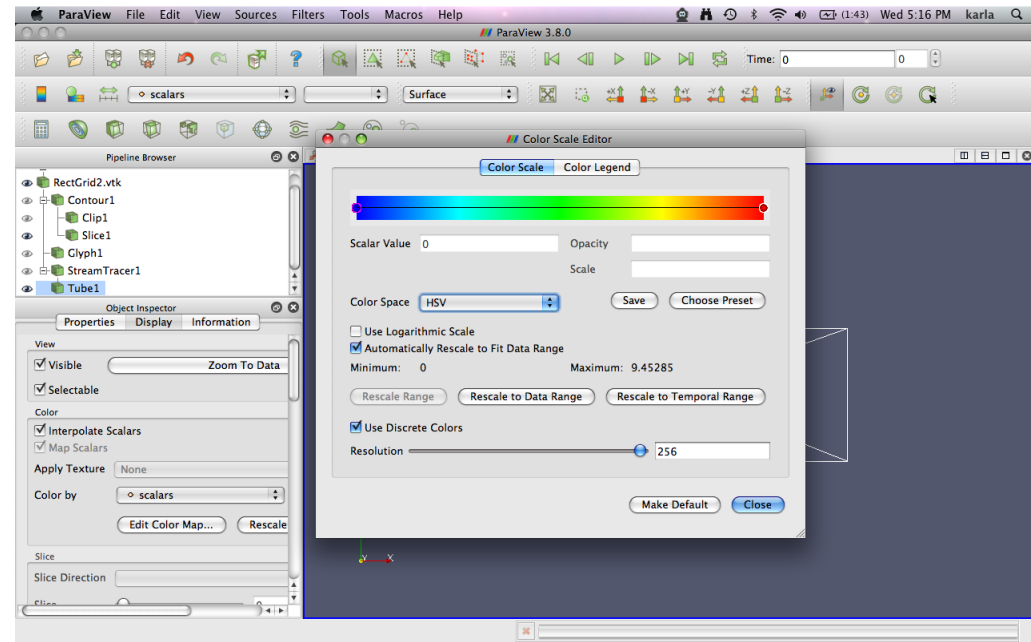 ParaView File Edit View Sources Filters Tools Macros Help (1:43) Wed 5:16 PM karla
ParaView 3.8.0
Time: 0 0
scalars Surface +X -X +Y -Y +Z -Z
Color Scale Editor
Pipeline Browser
Color Scale Color Legend
RectGrid2.vtk
Contour1
Clip1
Slice1
Glyph1
StreamTracer1
Tube1
Scalar Value 0 Opacity
Scale
Color Space HSV Save Choose Preset
Object Inspector
Properties Display Information
View
Visible Zoom To Data
Selectable
Color
Interpolate Scalars
Map Scalars
Apply Texture None
Color by scalars
Edit Color Map... Rescale
Slice
Slice Direction
Slice 0
Use Logarithmic Scale
Automatically Rescale to Fit Data Range
Minimum: 0 Maximum: 9.45285
Rescale Range Rescale to Data Range Rescale to Temporal Range
Use Discrete Colors
Resolution 256
Make Default Close
Y X